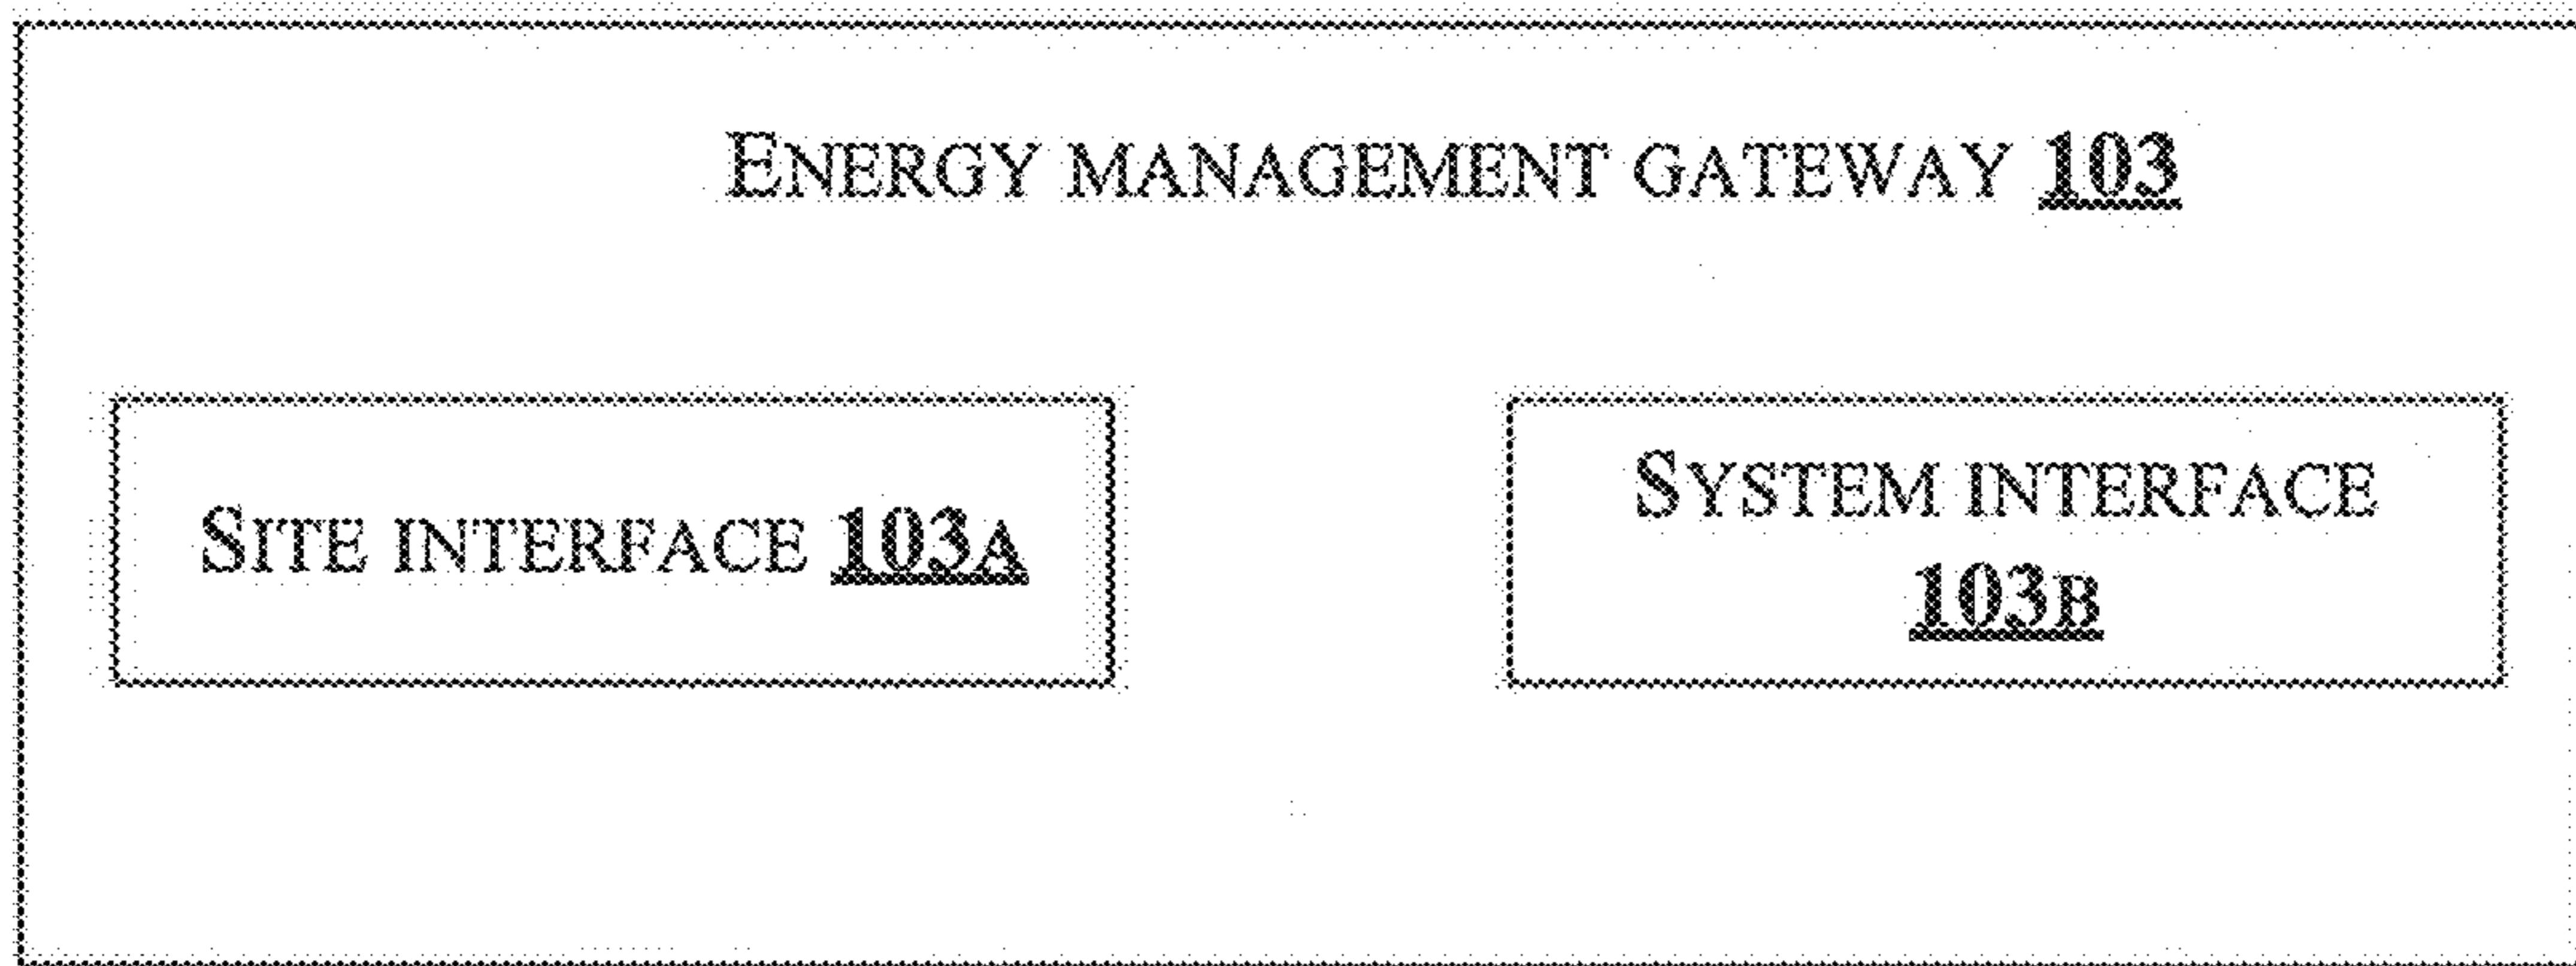 ENERGY MANAGEMENT GATEWAY 103
SITE INTERFACE 103A
SYSTEM INTERFACE
103B